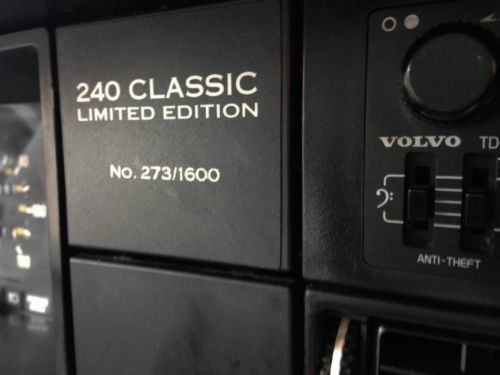 240 CLASSIC
LIMITED EDITION
No. 273/1600
VOLVO TD-
ANTI-THEFT